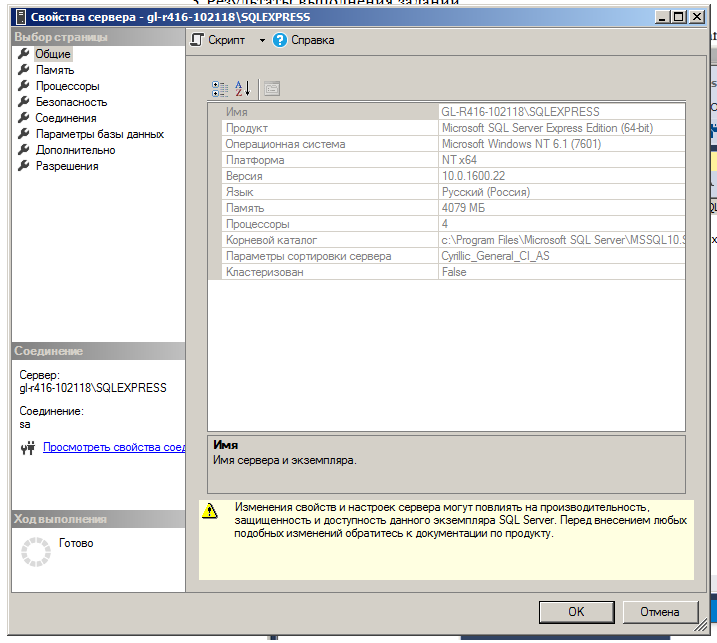 5. Результаты выполнения заданий
Свойства сервера - gl-r416-102118\SQLEXPRESS
Выбор страницы
Общие
Память
Процессоры
Безопасность
Соединения
Параметры базы данных
Дополнительно
Разрешения
Скрипт
Справка
Имя GL-R416-102118\SQLEXPRESS
Продукт Microsoft SQL Server Express Edition (64-bit)
Операционная система Microsoft Windows NT 6.1 (7601)
Платформа NT x64
Версия 10.0.1600.22
Язык Русский (Россия)
Память 4079 МБ
Процессоры 4
Корневой каталог c:\Program Files\Microsoft SQL Server\MSSQL10.S
Параметры сортировки сервера Cyrillic_General_CI_AS
Кластеризован False
Соединение
Сервер:
gl-r416-102118\SQLEXPRESS
Соединение:
sa
Просмотреть свойства соед
Имя
Имя сервера и экземпляра.
Изменения свойств и настроек сервера могут повлиять на производительность,
защищенность и доступность данного экземпляра SQL Server. Перед внесением любых
подобных изменений обратитесь к документации по продукту.
Ход выполнения
Готово
OK
Отмена